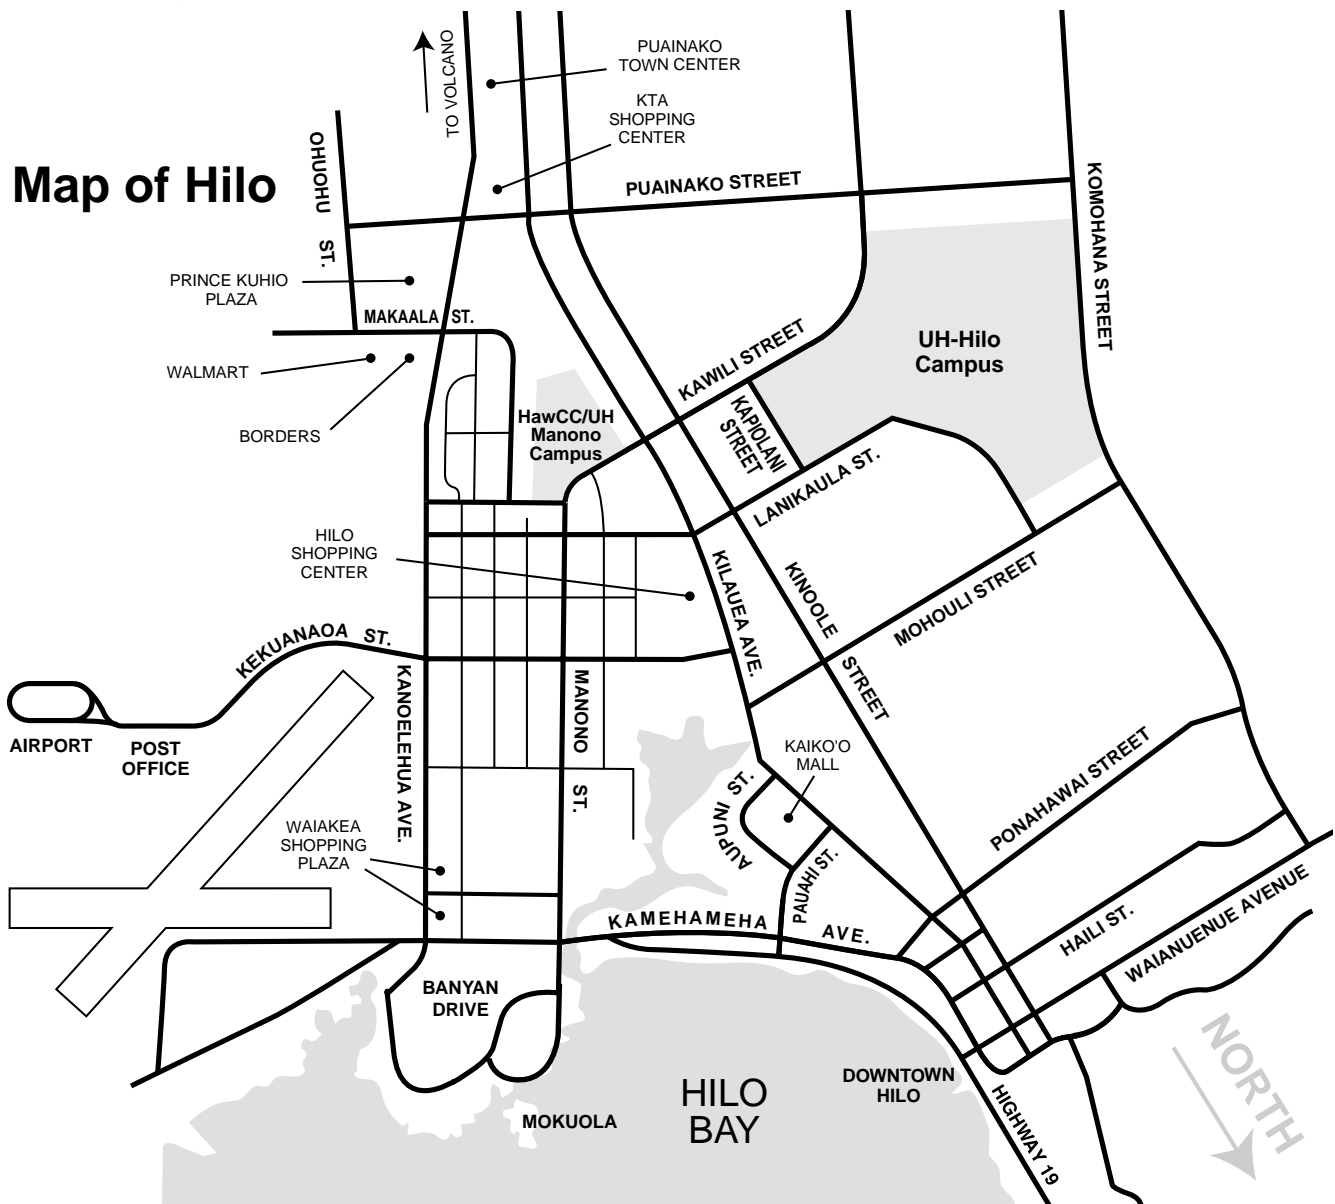 PUAINAKO
TOWN CENTER
TO VOLCANO
KTA
SHOPPING
CENTER
Map of Hilo
OHUOHU
ST.
PUAINAKO STREET
KOMOHANA STREET
PRINCE KUHIO
PLAZA
MAKAALA ST.
WALMART
BORDERS
KAWILI STREET
UH-Hilo
Campus
HawCC/UH
Manono
Campus
KAPIOLANI
STREET
LANIKAULA ST.
HILO
SHOPPING
CENTER
KILAUEA AVE.
KINOOLE
STREET
MOHOULI STREET
KEKUANAOA ST.
KANOELEHUA AVE.
MANONO
ST.
AIRPORT
POST
OFFICE
KAIKO'O
MALL
AUPUNI ST.
PONAHAWAI STREET
WAIAKEA
SHOPPING
PLAZA
PAUAHI ST.
KAMEHAMEHA
AVE.
HAILI ST.
WAIANUENUE AVENUE
BANYAN
DRIVE
NORTH
DOWNTOWN
HILO
HILO
BAY
MOKUOLA
HIGHWAY 19